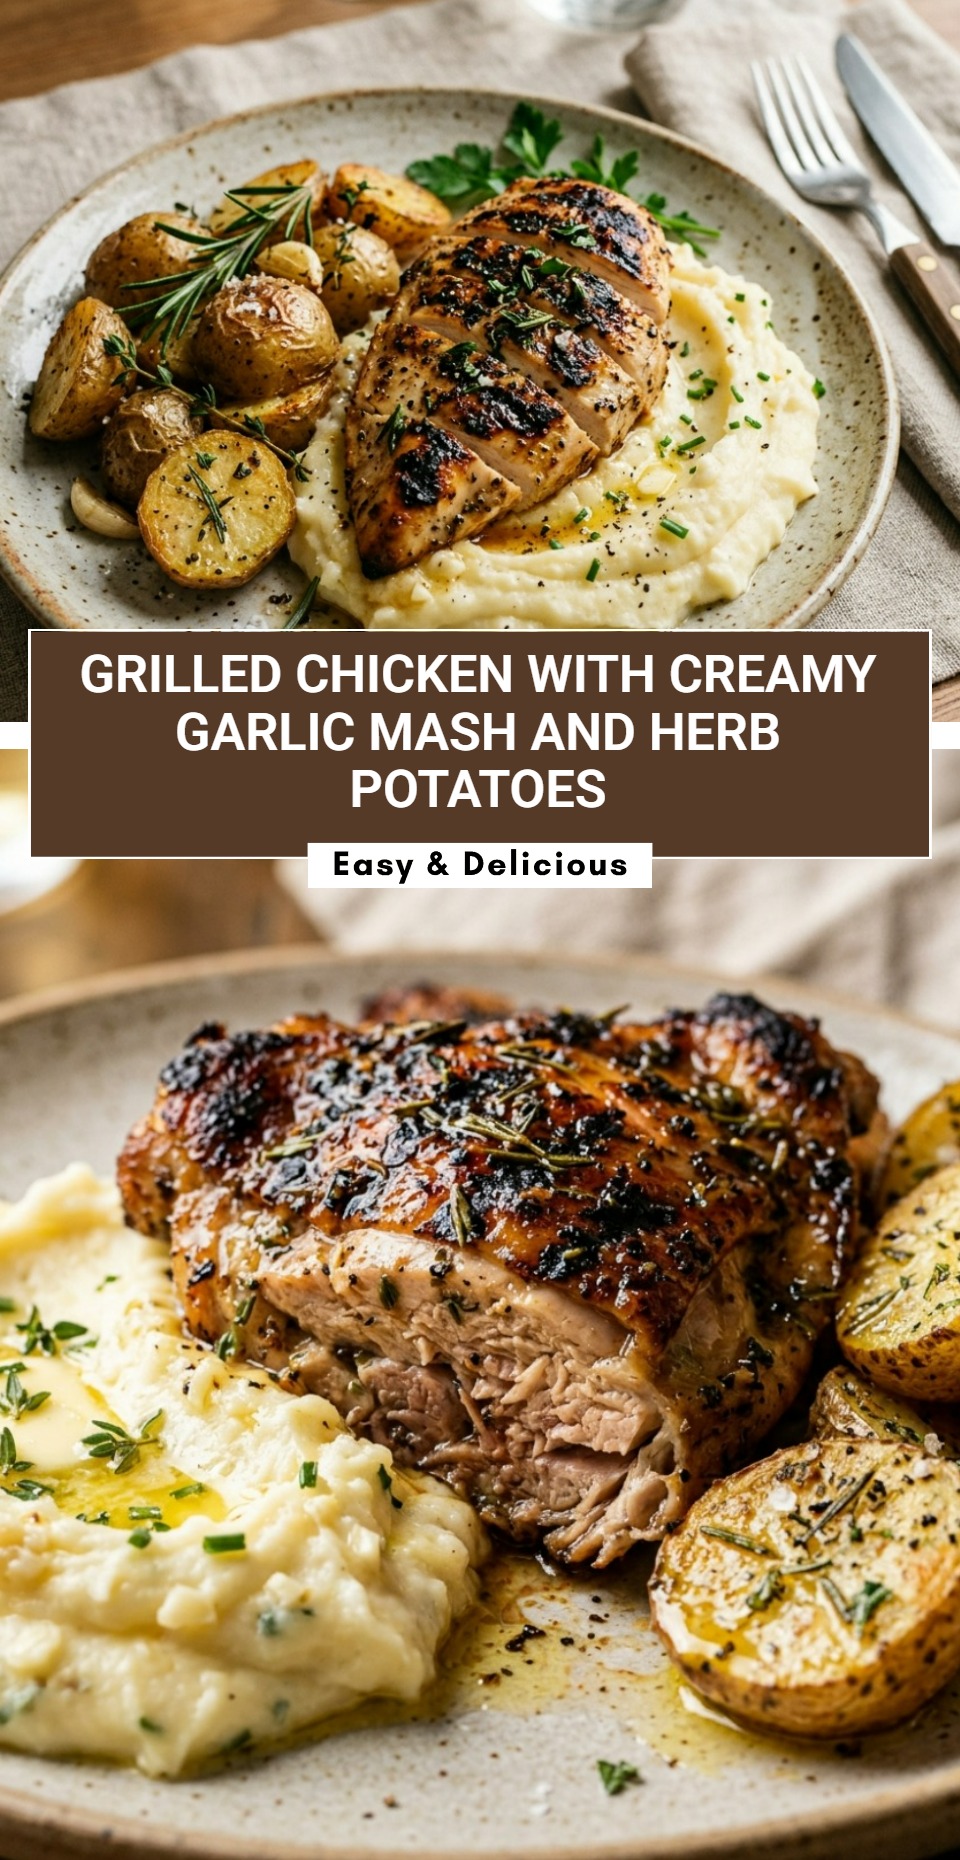 GRILLED CHICKEN WITH CREAMY
GARLIC MASH AND HERB
POTATOES
Easy & Delicious